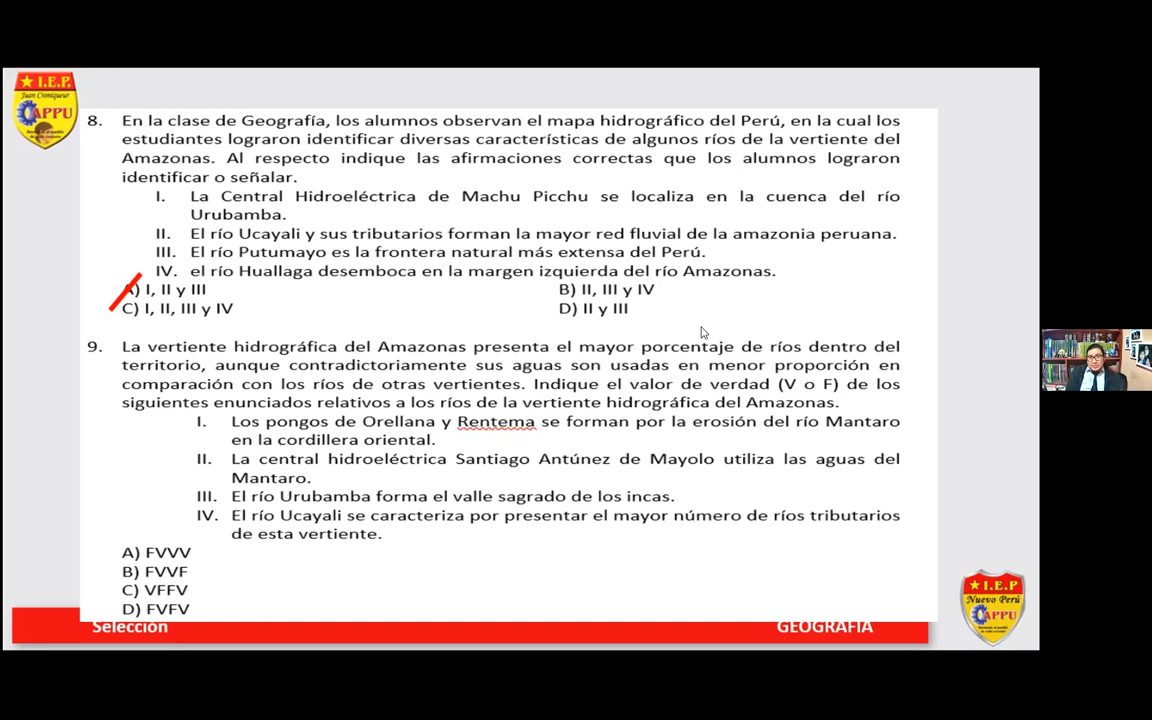 ★ I.E.P.
Juan Croniqueur
APPU
8. En la clase de Geografía, los alumnos observan el mapa hidrográfico del Perú, en la cual los
estudiantes lograron identificar diversas características de algunos ríos de la vertiente del
Amazonas. Al respecto indique las afirmaciones correctas que los alumnos lograron
identificar o señalar.
I. La Central Hidroeléctrica de Machu Picchu se localiza en la cuenca del río
Urubamba.
II. El río Ucayali y sus tributarios forman la mayor red fluvial de la amazonia peruana.
III. El río Putumayo es la frontera natural más extensa del Perú.
IV. el río Huallaga desemboca en la margen izquierda del río Amazonas.
A) I, II y III B) II, III y IV
C) I, II, III y IV D) II y III
9. La vertiente hidrográfica del Amazonas presenta el mayor porcentaje de ríos dentro del
territorio, aunque contradictoriamente sus aguas son usadas en menor proporción en
comparación con los ríos de otras vertientes. Indique el valor de verdad (V o F) de los
siguientes enunciados relativos a los ríos de la vertiente hidrográfica del Amazonas.
I. Los pongos de Orellana y Rentema se forman por la erosión del río Mantaro
en la cordillera oriental.
II. La central hidroeléctrica Santiago Antúnez de Mayolo utiliza las aguas del
Mantaro.
III. El río Urubamba forma el valle sagrado de los incas.
IV. El río Ucayali se caracteriza por presentar el mayor número de ríos tributarios
de esta vertiente.
A) FVVV
B) FVVF
C) VFFV
D) FVFV
Selección GEOGRAFIA
★ I.E.P
Nuevo Perú
APPU